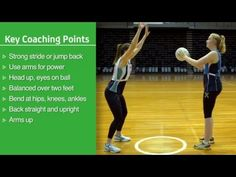 Key Coaching Points
Strong stride or jump back
Use arms for power
Head up, eyes on ball
Balanced over two feet
Bend at hips, knees, ankles
Back straight and upright
Arms up